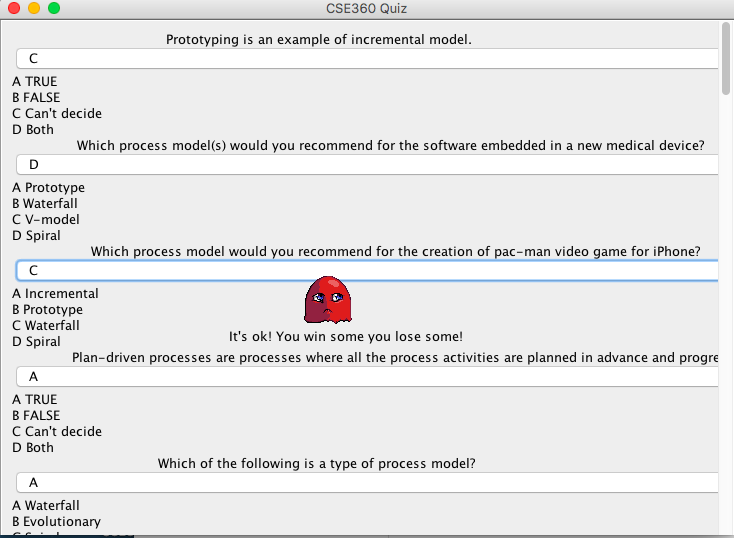 CSE360 Quiz
Prototyping is an example of incremental model.
C
A TRUE
B FALSE
C Can't decide
D Both
Which process model(s) would you recommend for the software embedded in a new medical device?
D
A Prototype
B Waterfall
C V-model
D Spiral
Which process model would you recommend for the creation of pac-man video game for iPhone?
C
A Incremental
B Prototype
C Waterfall
D Spiral
It's ok! You win some you lose some!
Plan-driven processes are processes where all the process activities are planned in advance and progre
A
A TRUE
B FALSE
C Can't decide
D Both
Which of the following is a type of process model?
A
A Waterfall
B Evolutionary